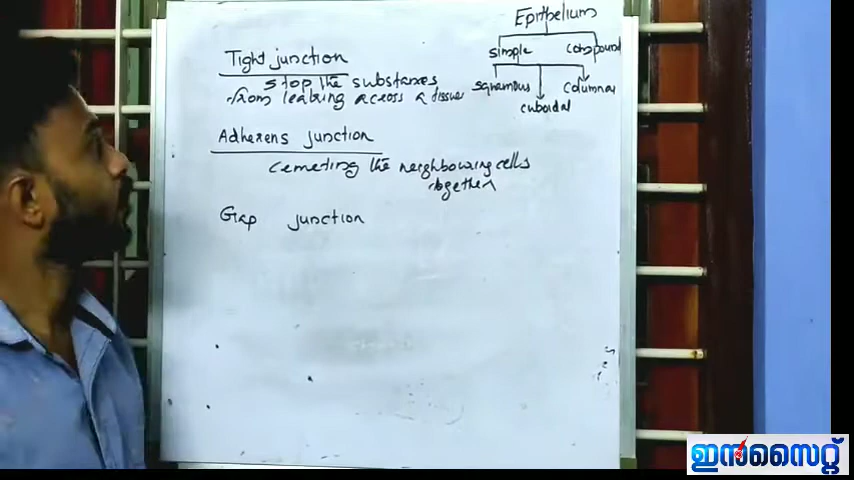 Epithelium
simple compound
squamous cuboidal columnar
Tight junction
stop the substances
from leaking across a tissue
Adherens junction
cementing the neighbouring cells
together
Gap junction
ഇൻസൈറ്റ്